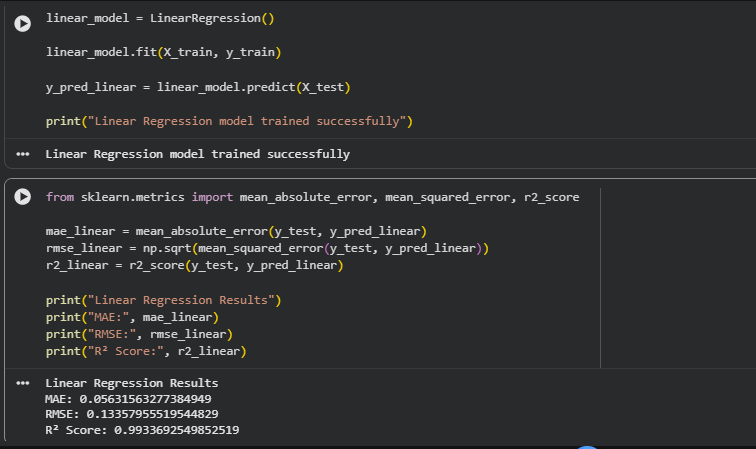 linear_model = LinearRegression()
linear_model.fit(X_train, y_train)
y_pred_linear = linear_model.predict(X_test)
print("Linear Regression model trained successfully")
Linear Regression model trained successfully
from sklearn.metrics import mean_absolute_error, mean_squared_error, r2_score
mae_linear = mean_absolute_error(y_test, y_pred_linear)
rmse_linear = np.sqrt(mean_squared_error(y_test, y_pred_linear))
r2_linear = r2_score(y_test, y_pred_linear)
print("Linear Regression Results")
print("MAE:", mae_linear)
print("RMSE:", rmse_linear)
print("R² Score:", r2_linear)
Linear Regression Results
MAE: 0.05631563277384949
RMSE: 0.13357955519544829
R² Score: 0.9933692549852519